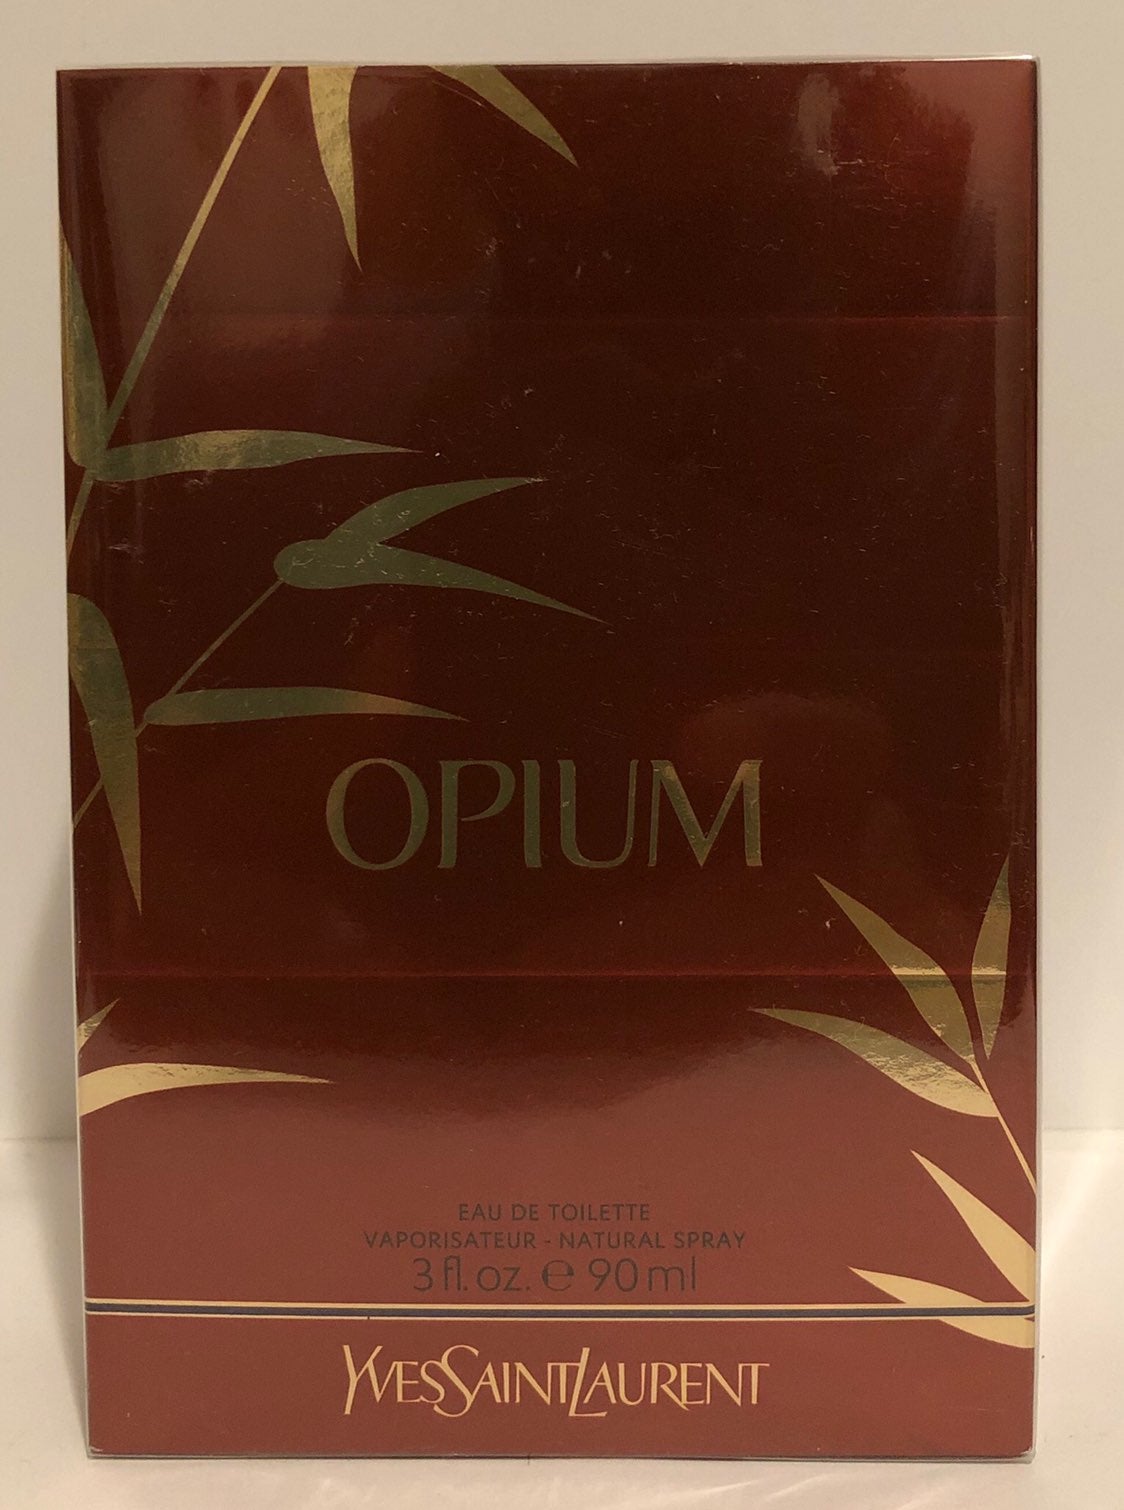 OPIUM
EAU DE TOILETTE
VAPORISATEUR - NATURAL SPRAY
3 fl. oz. ℮ 90 ml
YVESSAINTLAURENT